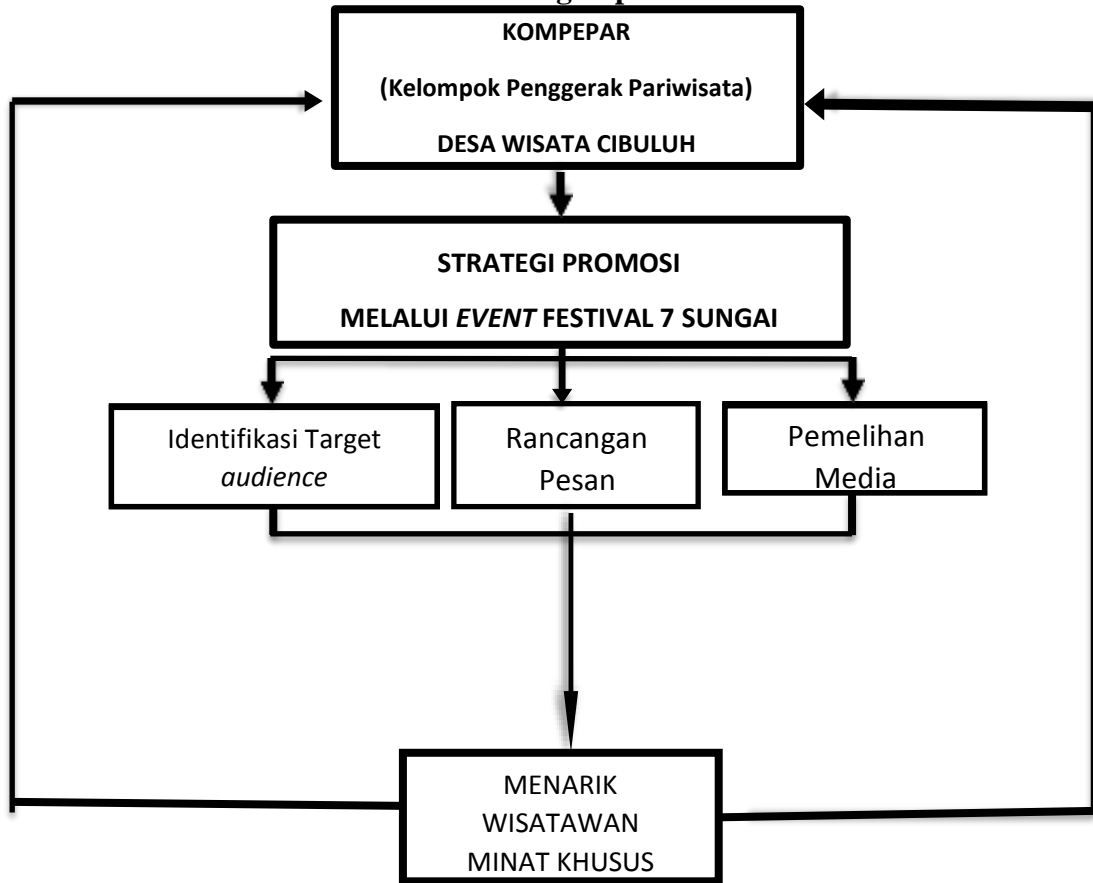 KOMPEPAR
(Kelompok Penggerak Pariwisata)
DESA WISATA CIBULUH
STRATEGI PROMOSI
MELALUI EVENT FESTIVAL 7 SUNGAI
Identifikasi Target
audience
Rancangan
Pesan
Pemelihan
Media
MENARIK
WISATAWAN
MINAT KHUSUS